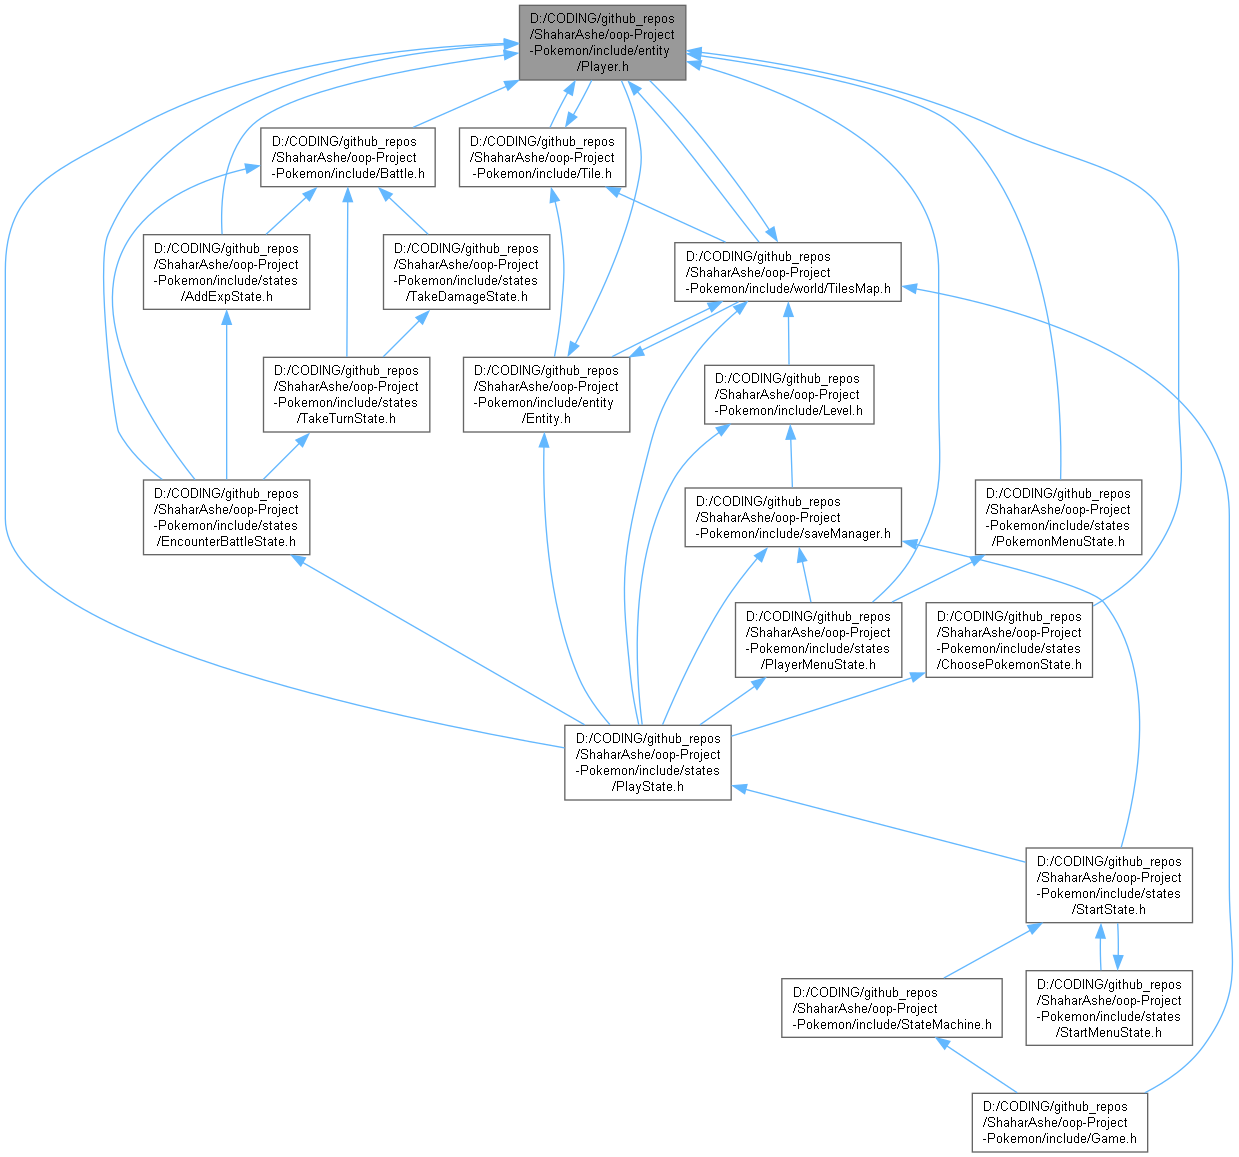 D:/CODING/github_repos
/ShaharAshe/oop-Project
-Pokemon/include/entity
/Player.h
D:/CODING/github_repos
/ShaharAshe/oop-Project
-Pokemon/include/Battle.h
D:/CODING/github_repos
/ShaharAshe/oop-Project
-Pokemon/include/Tile.h
D:/CODING/github_repos
/ShaharAshe/oop-Project
-Pokemon/include/states
/AddExpState.h
D:/CODING/github_repos
/ShaharAshe/oop-Project
-Pokemon/include/states
/TakeDamageState.h
D:/CODING/github_repos
/ShaharAshe/oop-Project
-Pokemon/include/world/TilesMap.h
D:/CODING/github_repos
/ShaharAshe/oop-Project
-Pokemon/include/states
/TakeTurnState.h
D:/CODING/github_repos
/ShaharAshe/oop-Project
-Pokemon/include/entity
/Entity.h
D:/CODING/github_repos
/ShaharAshe/oop-Project
-Pokemon/include/Level.h
D:/CODING/github_repos
/ShaharAshe/oop-Project
-Pokemon/include/states
/EncounterBattleState.h
D:/CODING/github_repos
/ShaharAshe/oop-Project
-Pokemon/include/saveManager.h
D:/CODING/github_repos
/ShaharAshe/oop-Project
-Pokemon/include/states
/PokemonMenuState.h
D:/CODING/github_repos
/ShaharAshe/oop-Project
-Pokemon/include/states
/PlayerMenuState.h
D:/CODING/github_repos
/ShaharAshe/oop-Project
-Pokemon/include/states
/ChoosePokemonState.h
D:/CODING/github_repos
/ShaharAshe/oop-Project
-Pokemon/include/states
/PlayState.h
D:/CODING/github_repos
/ShaharAshe/oop-Project
-Pokemon/include/states
/StartState.h
D:/CODING/github_repos
/ShaharAshe/oop-Project
-Pokemon/include/StateMachine.h
D:/CODING/github_repos
/ShaharAshe/oop-Project
-Pokemon/include/states
/StartMenuState.h
D:/CODING/github_repos
/ShaharAshe/oop-Project
-Pokemon/include/Game.h